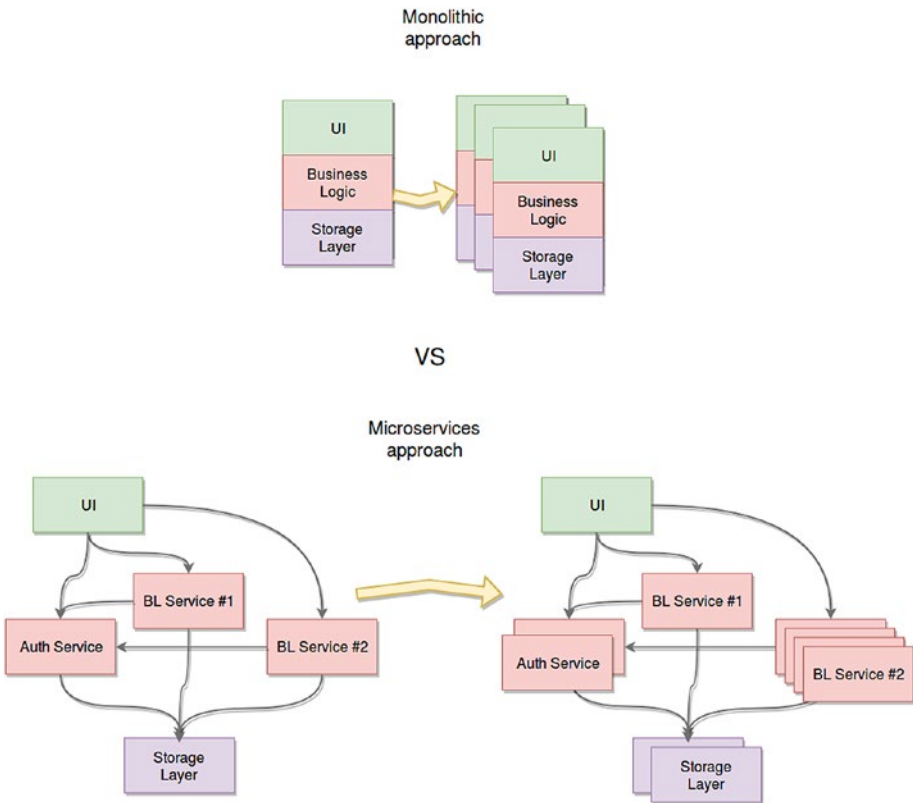 Monolithic
approach
UI
Business
Logic
Storage
Layer
UI
Business
Logic
Storage
Layer
VS
Microservices
approach
UI
BL Service #1
Auth Service
BL Service #2
Storage
Layer
UI
BL Service #1
Auth Service
BL Service #2
Storage
Layer